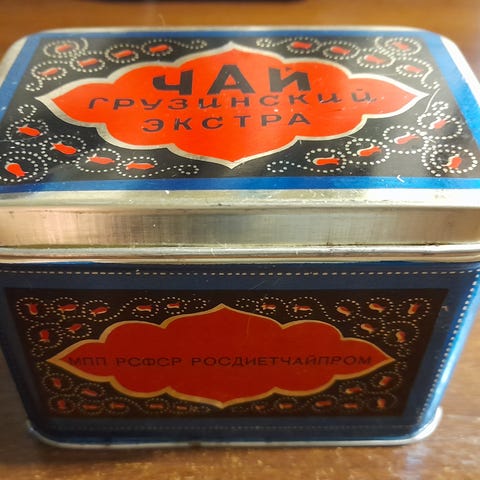 ЧАЙ
ГРУЗИНСКИЙ
ЭКСТРА
МПП РСФСР РОСДИЕТЧАЙПРОМ